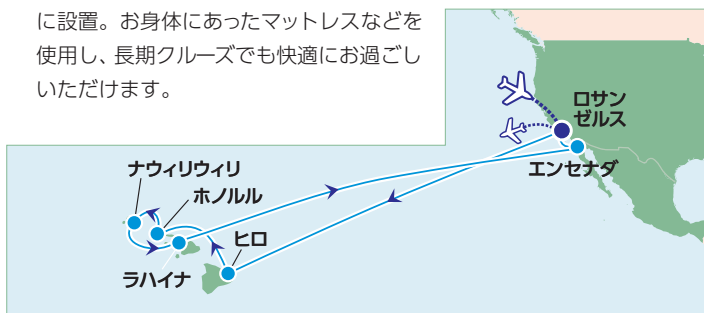 に設置。お身体にあったマットレスなどを
使用し、長期クルーズでも快適にお過ごし
いただけます。
ロサン
ゼルス
エンセナダ
ナウィリウィリ
ホノルル
ヒロ
ラハイナ